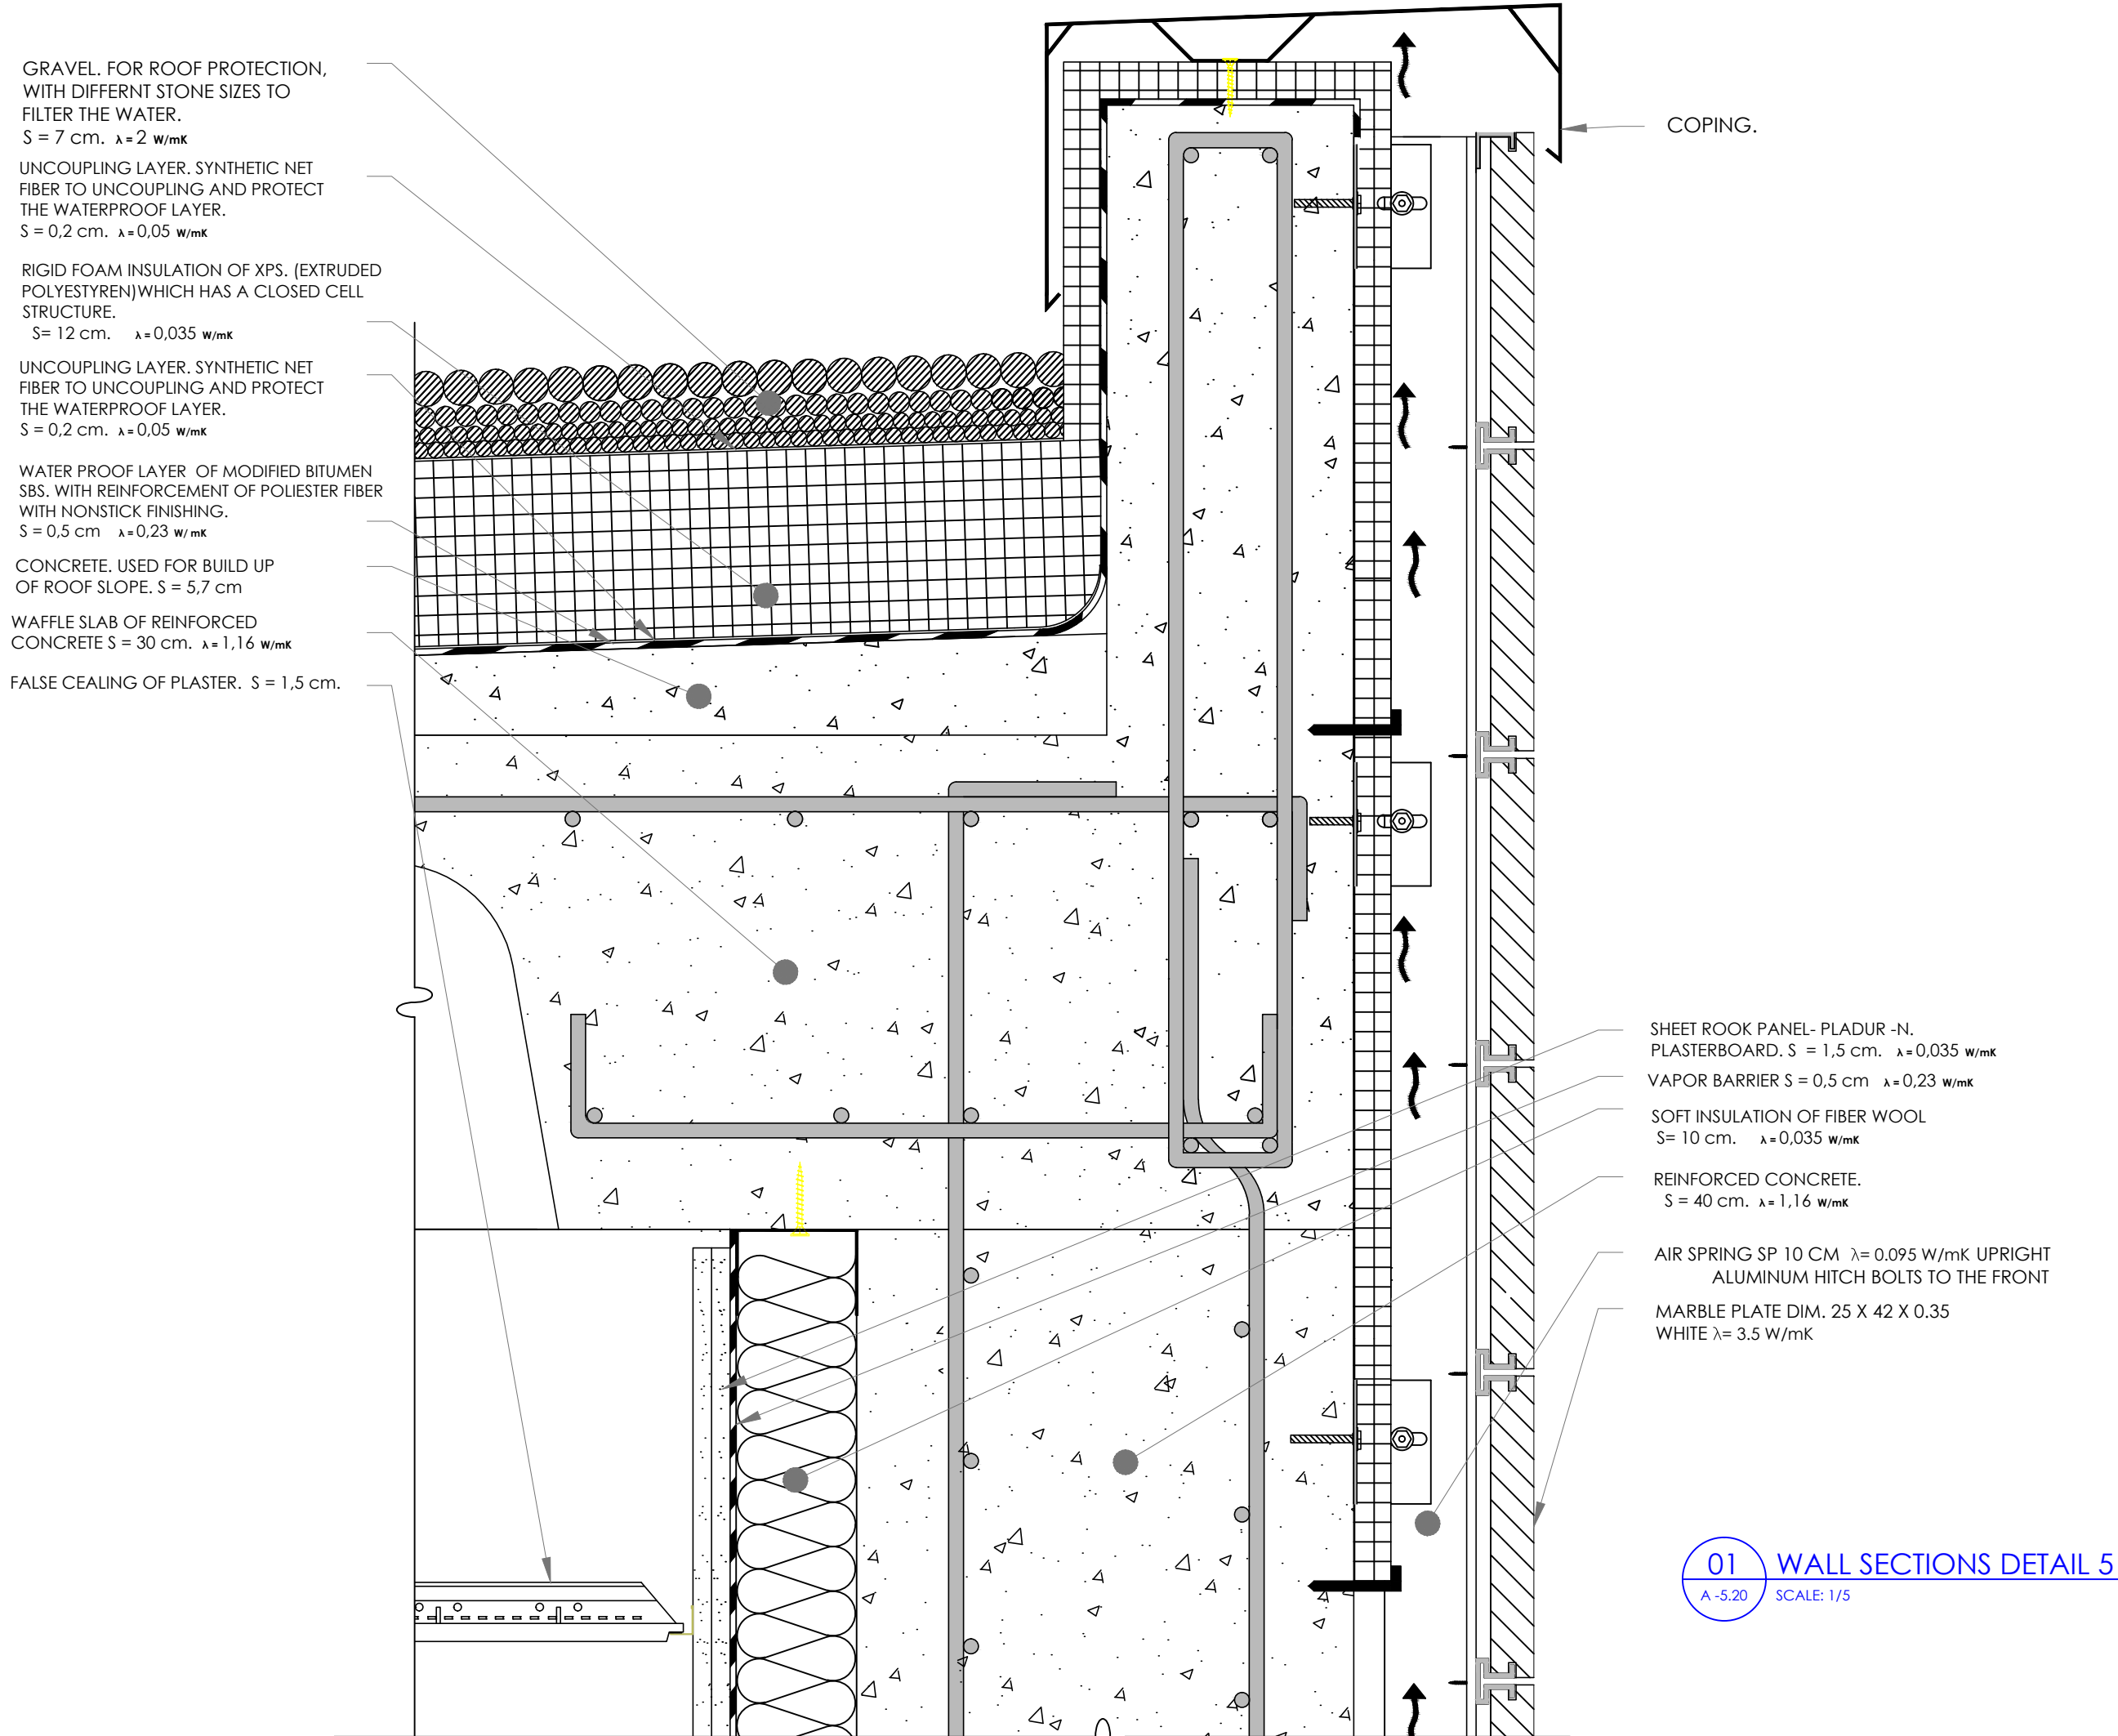 GRAVEL. FOR ROOF PROTECTION,
WITH DIFFERNT STONE SIZES TO
FILTER THE WATER.
S = 7 cm. λ = 2 W/mK
UNCOUPLING LAYER. SYNTHETIC NET
FIBER TO UNCOUPLING AND PROTECT
THE WATERPROOF LAYER.
S = 0,2 cm. λ = 0,05 W/mK
RIGID FOAM INSULATION OF XPS. (EXTRUDED
POLYESTYREN)WHICH HAS A CLOSED CELL
STRUCTURE.
S= 12 cm. λ = 0,035 W/mK
UNCOUPLING LAYER. SYNTHETIC NET
FIBER TO UNCOUPLING AND PROTECT
THE WATERPROOF LAYER.
S = 0,2 cm. λ = 0,05 W/mK
WATER PROOF LAYER OF MODIFIED BITUMEN
SBS. WITH REINFORCEMENT OF POLIESTER FIBER
WITH NONSTICK FINISHING.
S = 0,5 cm λ = 0,23 W/ mK
CONCRETE. USED FOR BUILD UP
OF ROOF SLOPE. S = 5,7 cm
WAFFLE SLAB OF REINFORCED
CONCRETE S = 30 cm. λ = 1,16 W/mK
FALSE CEALING OF PLASTER. S = 1,5 cm.
COPING.
SHEET ROOK PANEL- PLADUR -N.
PLASTERBOARD. S = 1,5 cm. λ = 0,035 W/mK
VAPOR BARRIER S = 0,5 cm λ = 0,23 W/mK
SOFT INSULATION OF FIBER WOOL
S= 10 cm. λ = 0,035 W/mK
REINFORCED CONCRETE.
S = 40 cm. λ = 1,16 W/mK
AIR SPRING SP 10 CM λ= 0.095 W/mK UPRIGHT
ALUMINUM HITCH BOLTS TO THE FRONT
MARBLE PLATE DIM. 25 X 42 X 0.35
WHITE λ= 3.5 W/mK
01 WALL SECTIONS DETAIL 5
A -5.20 SCALE: 1/5